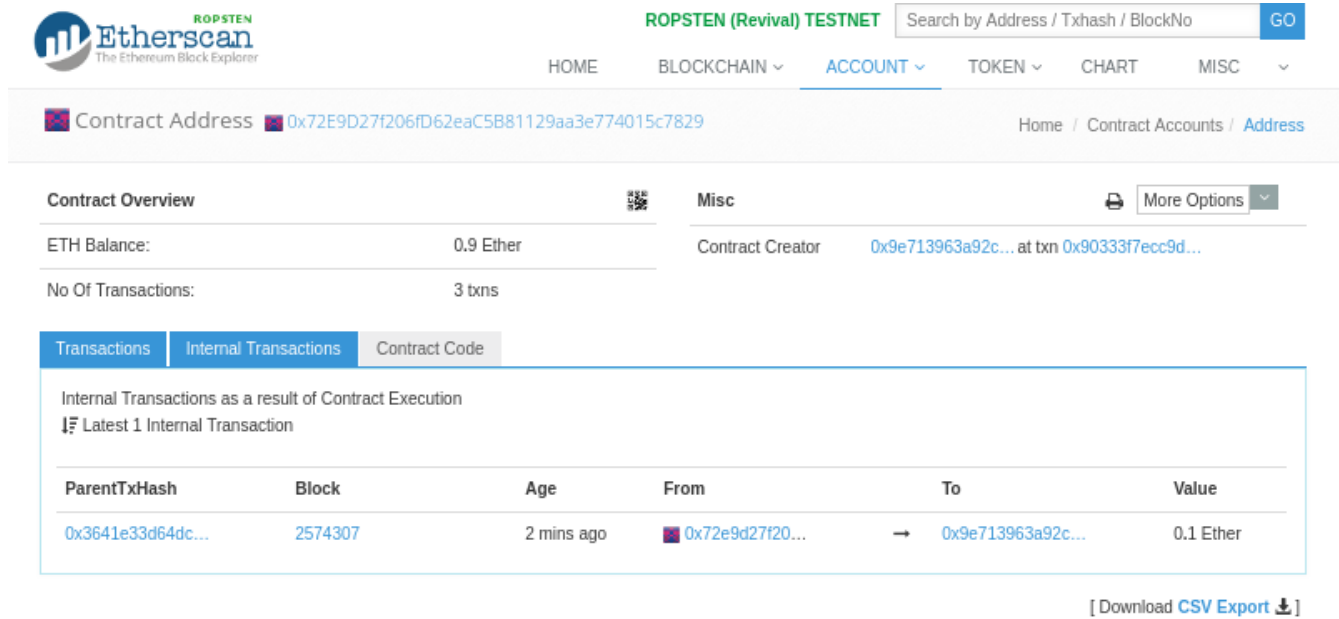 ROPSTEN
Etherscan
The Ethereum Block Explorer
ROPSTEN (Revival) TESTNET Search by Address / Txhash / BlockNo GO
HOME BLOCKCHAIN ACCOUNT TOKEN CHART MISC
Contract Address 0x72E9D27f206fD62eaC5B81129aa3e774015c7829
Home / Contract Accounts / Address
Contract Overview
ETH Balance: 0.9 Ether
No Of Transactions: 3 txns
Misc More Options
Contract Creator 0x9e713963a92c... at txn 0x90333f7ecc9d...
Transactions Internal Transactions Contract Code
Internal Transactions as a result of Contract Execution
Latest 1 Internal Transaction
ParentTxHash Block Age From To Value
0x3641e33d64dc... 2574307 2 mins ago 0x72e9d27f20... → 0x9e713963a92c... 0.1 Ether
[ Download CSV Export ]